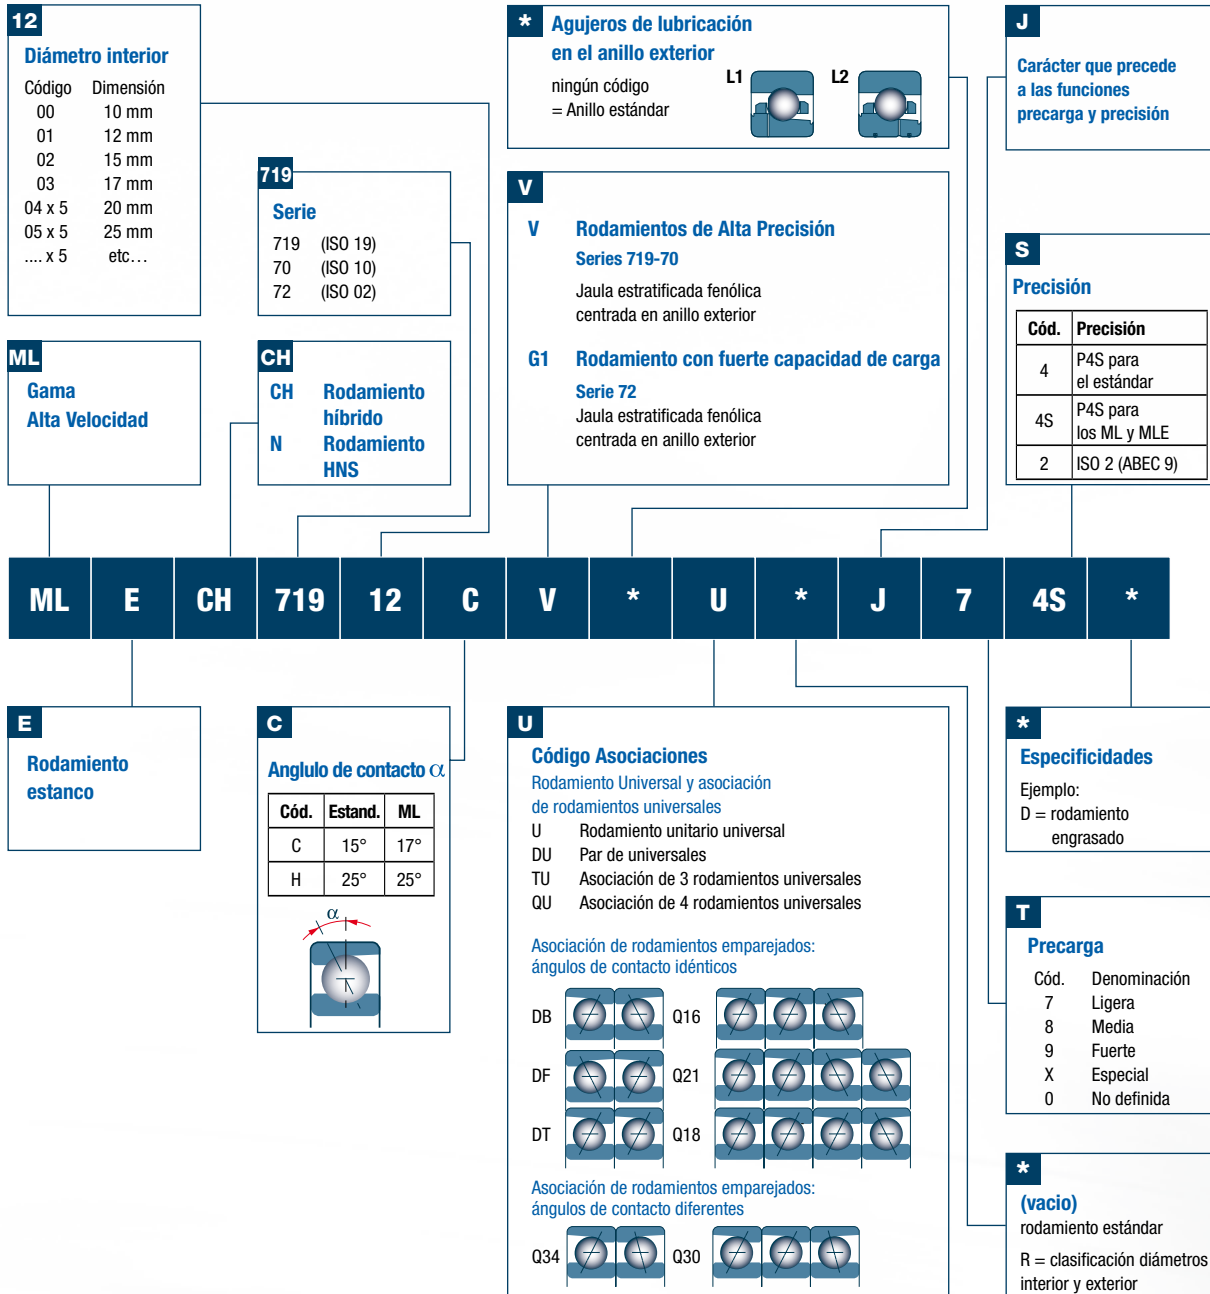 12
Diámetro interior
Código Dimensión
00 10 mm
01 12 mm
02 15 mm
03 17 mm
04 x 5 20 mm
05 x 5 25 mm
.... x 5 etc...
719
Serie
719 (ISO 19)
70 (ISO 10)
72 (ISO 02)
* Agujeros de lubricación
en el anillo exterior
ningún código
= Anillo estándar
L1 L2
J
Carácter que precede
a las funciones
precarga y precisión
ML
Gama
Alta Velocidad
CH
CH Rodamiento
híbrido
N Rodamiento
HNS
V
V Rodamientos de Alta Precisión
Series 719-70
Jaula estratificada fenólica
centrada en anillo exterior
G1 Rodamiento con fuerte capacidad de carga
Serie 72
Jaula estratificada fenólica
centrada en anillo exterior
S
Precisión
Cód. Precisión
4 P4S para
el estándar
4S P4S para
los ML y MLE
2 ISO 2 (ABEC 9)
ML E CH 719 12 C V * U * J 7 4S *
E
Rodamiento
estanco
C
Anglulo de contacto α
Cód. Estand. ML
C 15° 17°
H 25° 25°
α
U
Código Asociaciones
Rodamiento Universal y asociación
de rodamientos universales
U Rodamiento unitario universal
DU Par de universales
TU Asociación de 3 rodamientos universales
QU Asociación de 4 rodamientos universales
Asociación de rodamientos emparejados:
ángulos de contacto idénticos
DB Q16
DF Q21
DT Q18
Asociación de rodamientos emparejados:
ángulos de contacto diferentes
Q34 Q30
*
Especificidades
Ejemplo:
D = rodamiento
engrasado
T
Precarga
Cód. Denominación
7 Ligera
8 Media
9 Fuerte
X Especial
0 No definida
*
(vacio)
rodamiento estándar
R = clasificación diámetros
interior y exterior